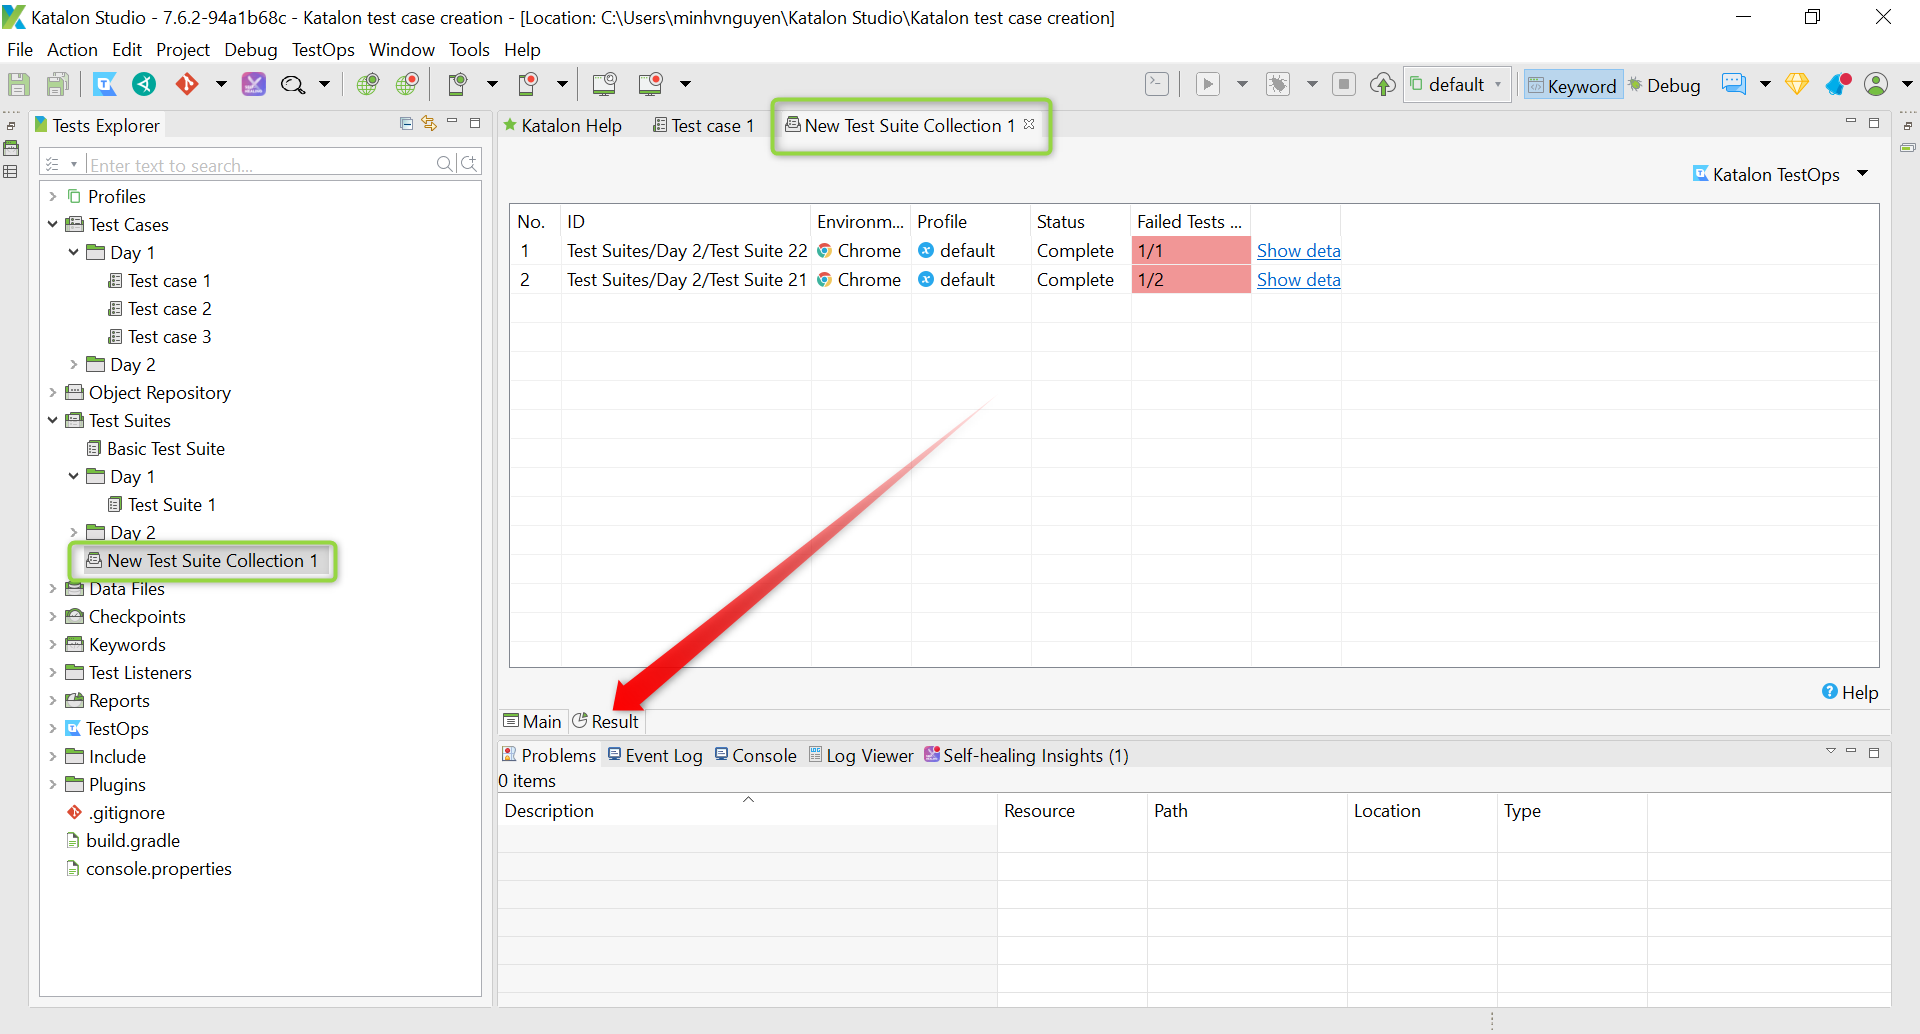 Katalon Studio - 7.6.2-94a1b68c - Katalon test case creation - [Location: C:\Users\minhvnguyen\Katalon Studio\Katalon test case creation]
File Action Edit Project Debug TestOps Window Tools Help
default Keyword Debug
Tests Explorer
Enter text to search...
Profiles
Test Cases
Day 1
Test case 1
Test case 2
Test case 3
Day 2
Object Repository
Test Suites
Basic Test Suite
Day 1
Test Suite 1
Day 2
New Test Suite Collection 1
Data Files
Checkpoints
Keywords
Test Listeners
Reports
TestOps
Include
Plugins
.gitignore
build.gradle
console.properties
Katalon Help Test case 1 New Test Suite Collection 1
Katalon TestOps
No. ID Environm... Profile Status Failed Tests ...
1 Test Suites/Day 2/Test Suite 22 Chrome default Complete 1/1 Show deta
2 Test Suites/Day 2/Test Suite 21 Chrome default Complete 1/2 Show deta
Help
Main Result
Problems Event Log Console Log Viewer Self-healing Insights (1)
0 items
Description Resource Path Location Type